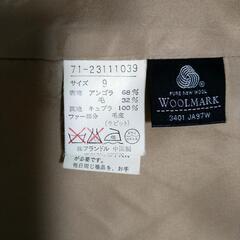 71-23111039
サイズ 9
表地 アンゴラ 68%
毛 32%
裏地 キュプラ 100%
ファー部分 毛皮
(ラビット)
㈱フランドル 中国製
PURE NEW WOOL
WOOLMARK
3401 JA97W